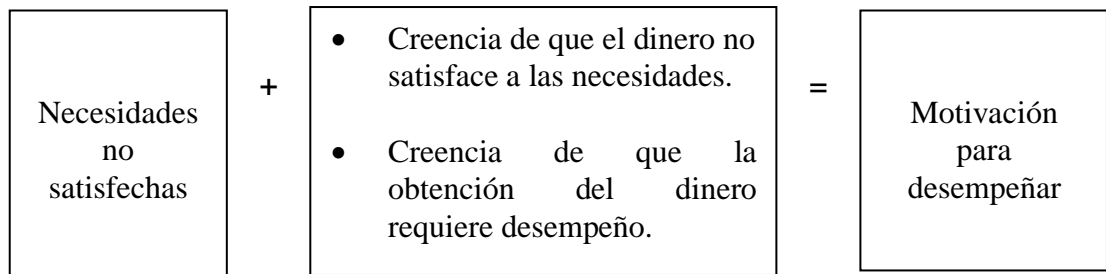 Necesidades
no
satisfechas
+
• Creencia de que el dinero no
satisface a las necesidades.
• Creencia de que la
obtención del dinero
requiere desempeño.
=
Motivación
para
desempeñar